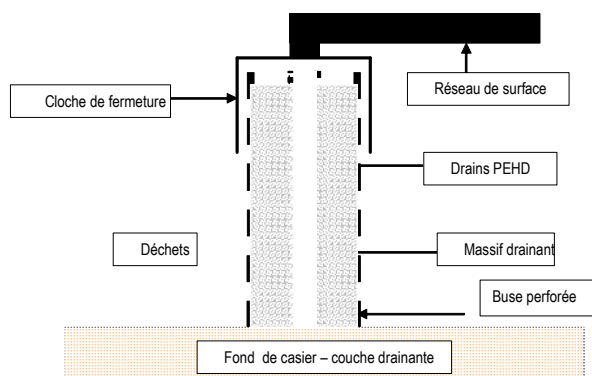 Réseau de surface
Cloche de fermeture
Drains PEHD
Déchets
Massif drainant
Buse perforée
Fond de casier – couche drainante